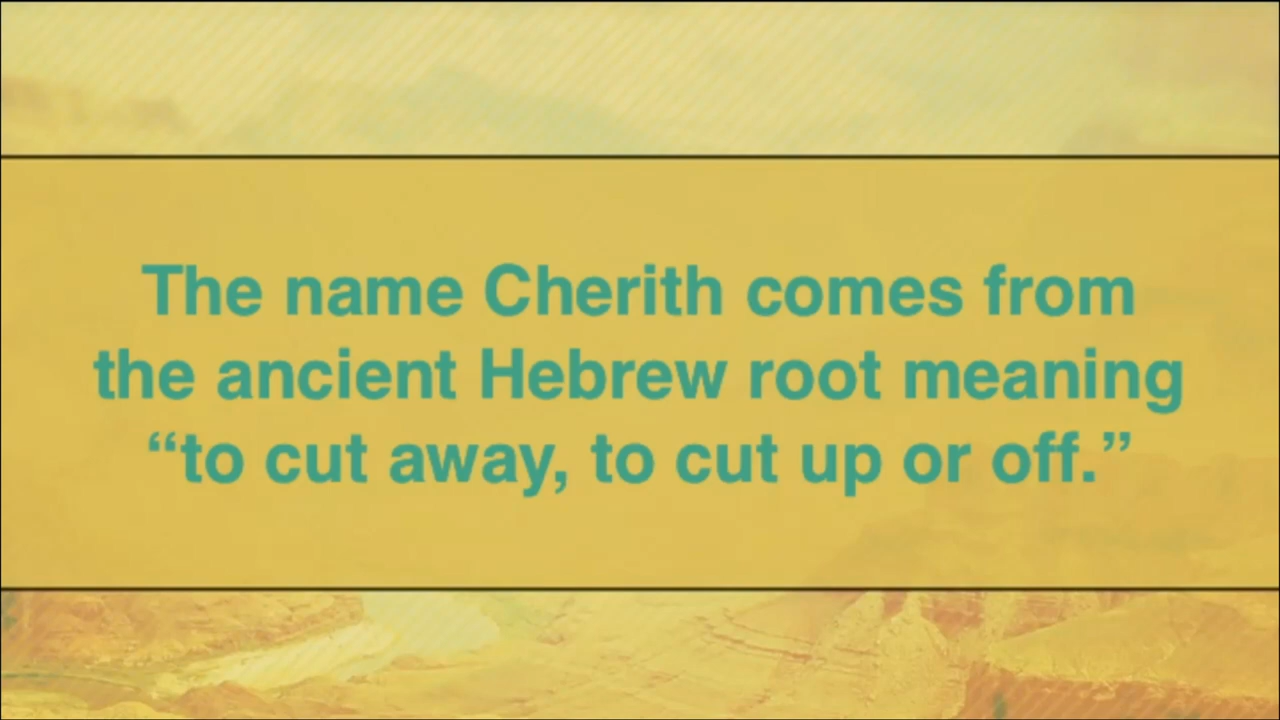 The name Cherith comes from
the ancient Hebrew root meaning
“to cut away, to cut up or off.”